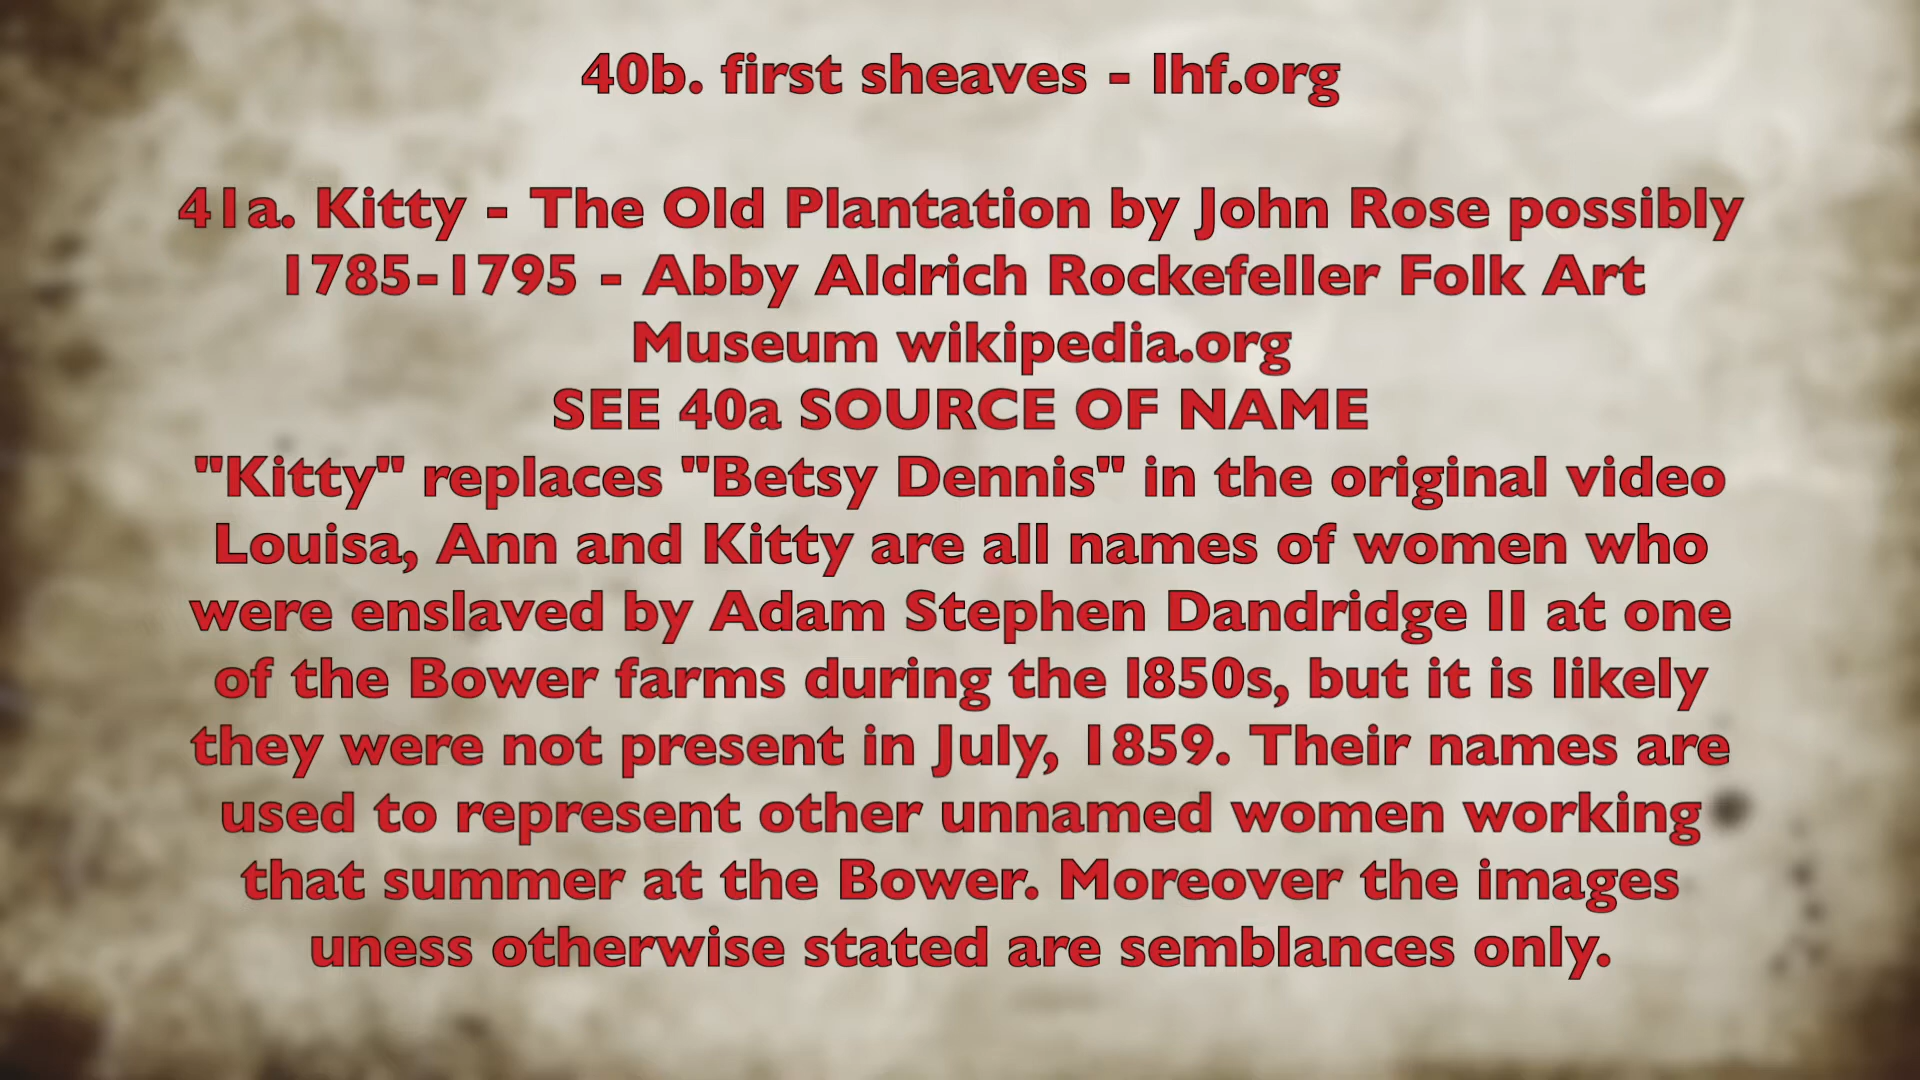 40b. first sheaves - lhf.org
41a. Kitty - The Old Plantation by John Rose possibly
1785-1795 - Abby Aldrich Rockefeller Folk Art
Museum wikipedia.org
SEE 40a SOURCE OF NAME
"Kitty" replaces "Betsy Dennis" in the original video
Louisa, Ann and Kitty are all names of women who
were enslaved by Adam Stephen Dandridge II at one
of the Bower farms during the l850s, but it is likely
they were not present in July, 1859. Their names are
used to represent other unnamed women working
that summer at the Bower. Moreover the images
uness otherwise stated are semblances only.